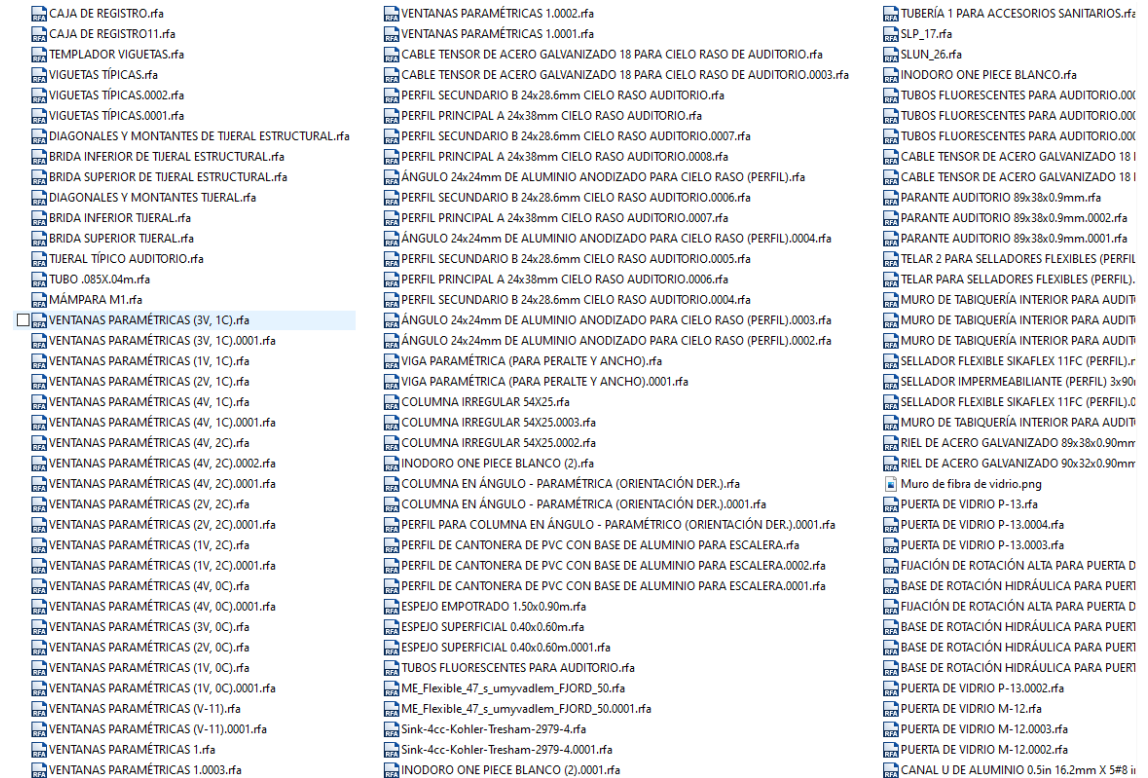 CAJA DE REGISTRO.rfa
CAJA DE REGISTRO11.rfa
TEMPLADOR VIGUETAS.rfa
VIGUETAS TÍPICAS.rfa
VIGUETAS TÍPICAS.0002.rfa
VIGUETAS TÍPICAS.0001.rfa
DIAGONALES Y MONTANTES DE TIJERAL ESTRUCTURAL.rfa
BRIDA INFERIOR DE TIJERAL ESTRUCTURAL.rfa
BRIDA SUPERIOR DE TIJERAL ESTRUCTURAL.rfa
DIAGONALES Y MONTANTES TIJERAL.rfa
BRIDA INFERIOR TIJERAL.rfa
BRIDA SUPERIOR TIJERAL.rfa
TIJERAL TÍPICO AUDITORIO.rfa
TUBO .085X.04m.rfa
MÁMPARA M1.rfa
VENTANAS PARAMÉTRICAS (3V, 1C).rfa
VENTANAS PARAMÉTRICAS (3V, 1C).0001.rfa
VENTANAS PARAMÉTRICAS (1V, 1C).rfa
VENTANAS PARAMÉTRICAS (2V, 1C).rfa
VENTANAS PARAMÉTRICAS (4V, 1C).rfa
VENTANAS PARAMÉTRICAS (4V, 1C).0001.rfa
VENTANAS PARAMÉTRICAS (4V, 2C).rfa
VENTANAS PARAMÉTRICAS (4V, 2C).0002.rfa
VENTANAS PARAMÉTRICAS (4V, 2C).0001.rfa
VENTANAS PARAMÉTRICAS (2V, 2C).rfa
VENTANAS PARAMÉTRICAS (2V, 2C).0001.rfa
VENTANAS PARAMÉTRICAS (1V, 2C).rfa
VENTANAS PARAMÉTRICAS (1V, 2C).0001.rfa
VENTANAS PARAMÉTRICAS (4V, 0C).rfa
VENTANAS PARAMÉTRICAS (4V, 0C).0001.rfa
VENTANAS PARAMÉTRICAS (3V, 0C).rfa
VENTANAS PARAMÉTRICAS (2V, 0C).rfa
VENTANAS PARAMÉTRICAS (1V, 0C).rfa
VENTANAS PARAMÉTRICAS (1V, 0C).0001.rfa
VENTANAS PARAMÉTRICAS (V-11).rfa
VENTANAS PARAMÉTRICAS (V-11).0001.rfa
VENTANAS PARAMÉTRICAS 1.rfa
VENTANAS PARAMÉTRICAS 1.0003.rfa
VENTANAS PARAMÉTRICAS 1.0002.rfa
VENTANAS PARAMÉTRICAS 1.0001.rfa
CABLE TENSOR DE ACERO GALVANIZADO 18 PARA CIELO RASO DE AUDITORIO.rfa
CABLE TENSOR DE ACERO GALVANIZADO 18 PARA CIELO RASO DE AUDITORIO.0003.rfa
PERFIL SECUNDARIO B 24x28.6mm CIELO RASO AUDITORIO.rfa
PERFIL PRINCIPAL A 24x38mm CIELO RASO AUDITORIO.rfa
PERFIL SECUNDARIO B 24x28.6mm CIELO RASO AUDITORIO.0007.rfa
PERFIL PRINCIPAL A 24x38mm CIELO RASO AUDITORIO.0008.rfa
ÁNGULO 24x24mm DE ALUMINIO ANODIZADO PARA CIELO RASO (PERFIL).rfa
PERFIL SECUNDARIO B 24x28.6mm CIELO RASO AUDITORIO.0006.rfa
PERFIL PRINCIPAL A 24x38mm CIELO RASO AUDITORIO.0007.rfa
ÁNGULO 24x24mm DE ALUMINIO ANODIZADO PARA CIELO RASO (PERFIL).0004.rfa
PERFIL SECUNDARIO B 24x28.6mm CIELO RASO AUDITORIO.0005.rfa
PERFIL PRINCIPAL A 24x38mm CIELO RASO AUDITORIO.0006.rfa
PERFIL SECUNDARIO B 24x28.6mm CIELO RASO AUDITORIO.0004.rfa
ÁNGULO 24x24mm DE ALUMINIO ANODIZADO PARA CIELO RASO (PERFIL).0003.rfa
ÁNGULO 24x24mm DE ALUMINIO ANODIZADO PARA CIELO RASO (PERFIL).0002.rfa
VIGA PARAMÉTRICA (PARA PERALTE Y ANCHO).rfa
VIGA PARAMÉTRICA (PARA PERALTE Y ANCHO).0001.rfa
COLUMNA IRREGULAR 54X25.rfa
COLUMNA IRREGULAR 54X25.0003.rfa
COLUMNA IRREGULAR 54X25.0002.rfa
INODORO ONE PIECE BLANCO (2).rfa
COLUMNA EN ÁNGULO - PARAMÉTRICA (ORIENTACIÓN DER.).rfa
COLUMNA EN ÁNGULO - PARAMÉTRICA (ORIENTACIÓN DER.).0001.rfa
PERFIL PARA COLUMNA EN ÁNGULO - PARAMÉTRICO (ORIENTACIÓN DER.).0001.rfa
PERFIL DE CANTONERA DE PVC CON BASE DE ALUMINIO PARA ESCALERA.rfa
PERFIL DE CANTONERA DE PVC CON BASE DE ALUMINIO PARA ESCALERA.0002.rfa
PERFIL DE CANTONERA DE PVC CON BASE DE ALUMINIO PARA ESCALERA.0001.rfa
ESPEJO EMPOTRADO 1.50x0.90m.rfa
ESPEJO SUPERFICIAL 0.40x0.60m.rfa
ESPEJO SUPERFICIAL 0.40x0.60m.0001.rfa
TUBOS FLUORESCENTES PARA AUDITORIO.rfa
ME_Flexible_47_s_umyvadlem_FJORD_50.rfa
ME_Flexible_47_s_umyvadlem_FJORD_50.0001.rfa
Sink-4cc-Kohler-Tresham-2979-4.rfa
Sink-4cc-Kohler-Tresham-2979-4.0001.rfa
INODORO ONE PIECE BLANCO (2).0001.rfa
TUBERÍA 1 PARA ACCESORIOS SANITARIOS.rfa
SLP_17.rfa
SLUN_26.rfa
INODORO ONE PIECE BLANCO.rfa
TUBOS FLUORESCENTES PARA AUDITORIO.000
TUBOS FLUORESCENTES PARA AUDITORIO.000
TUBOS FLUORESCENTES PARA AUDITORIO.000
CABLE TENSOR DE ACERO GALVANIZADO 18
CABLE TENSOR DE ACERO GALVANIZADO 18
PARANTE AUDITORIO 89x38x0.9mm.rfa
PARANTE AUDITORIO 89x38x0.9mm.0002.rfa
PARANTE AUDITORIO 89x38x0.9mm.0001.rfa
TELAR 2 PARA SELLADORES FLEXIBLES (PERFIL
TELAR PARA SELLADORES FLEXIBLES (PERFIL).
MURO DE TABIQUERÍA INTERIOR PARA AUDIT
MURO DE TABIQUERÍA INTERIOR PARA AUDIT
MURO DE TABIQUERÍA INTERIOR PARA AUDIT
SELLADOR FLEXIBLE SIKAFLEX 11FC (PERFIL).r
SELLADOR IMPERMEABILIANTE (PERFIL) 3x90
SELLADOR FLEXIBLE SIKAFLEX 11FC (PERFIL).0
MURO DE TABIQUERÍA INTERIOR PARA AUDIT
RIEL DE ACERO GALVANIZADO 89x38x0.90mm
RIEL DE ACERO GALVANIZADO 90x32x0.90mm
Muro de fibra de vidrio.png
PUERTA DE VIDRIO P-13.rfa
PUERTA DE VIDRIO P-13.0004.rfa
PUERTA DE VIDRIO P-13.0003.rfa
FIJACIÓN DE ROTACIÓN ALTA PARA PUERTA D
BASE DE ROTACIÓN HIDRÁULICA PARA PUERT
FIJACIÓN DE ROTACIÓN ALTA PARA PUERTA D
BASE DE ROTACIÓN HIDRÁULICA PARA PUERT
BASE DE ROTACIÓN HIDRÁULICA PARA PUERT
BASE DE ROTACIÓN HIDRÁULICA PARA PUERT
PUERTA DE VIDRIO P-13.0002.rfa
PUERTA DE VIDRIO M-12.rfa
PUERTA DE VIDRIO M-12.0003.rfa
PUERTA DE VIDRIO M-12.0002.rfa
CANAL U DE ALUMINIO 0.5in 16.2mm X 5#8 i